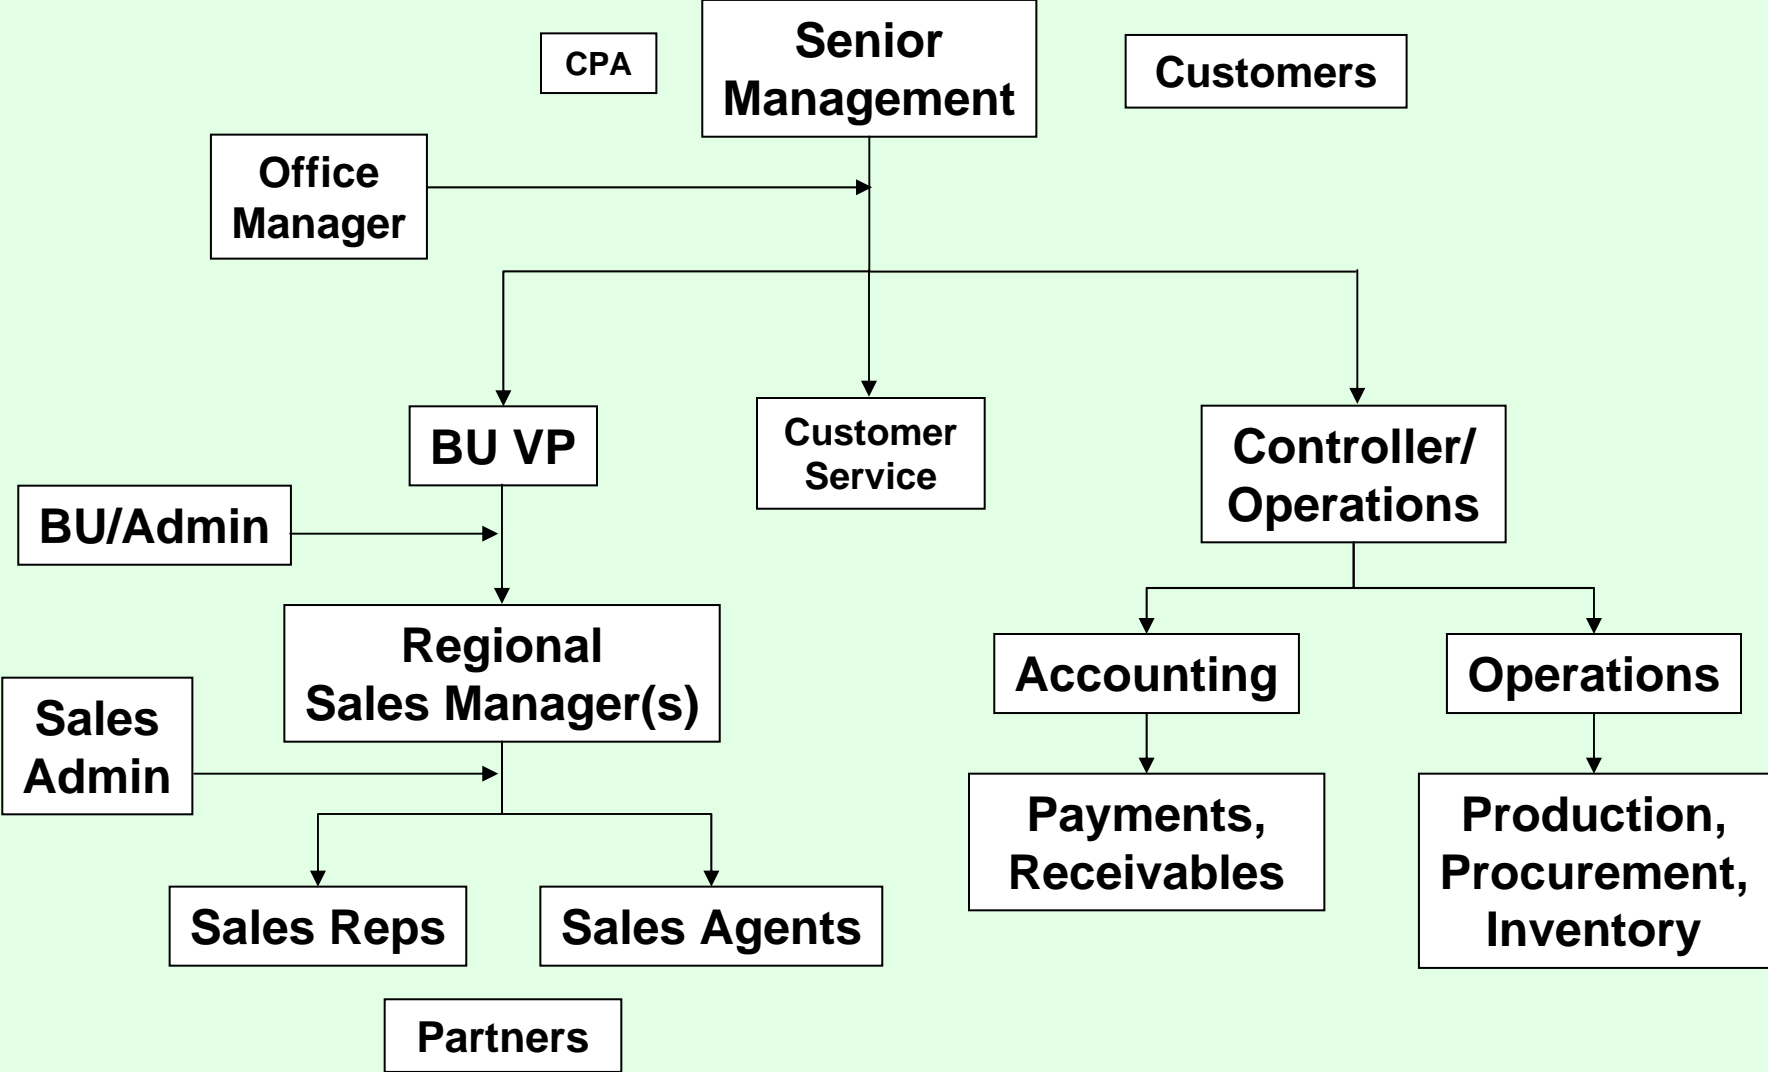 CPA
Senior
Management
Customers
Office
Manager
BU VP
Customer
Service
Controller/
Operations
BU/Admin
Regional
Sales Manager(s)
Accounting
Operations
Sales
Admin
Payments,
Receivables
Production,
Procurement,
Inventory
Sales Reps
Sales Agents
Partners